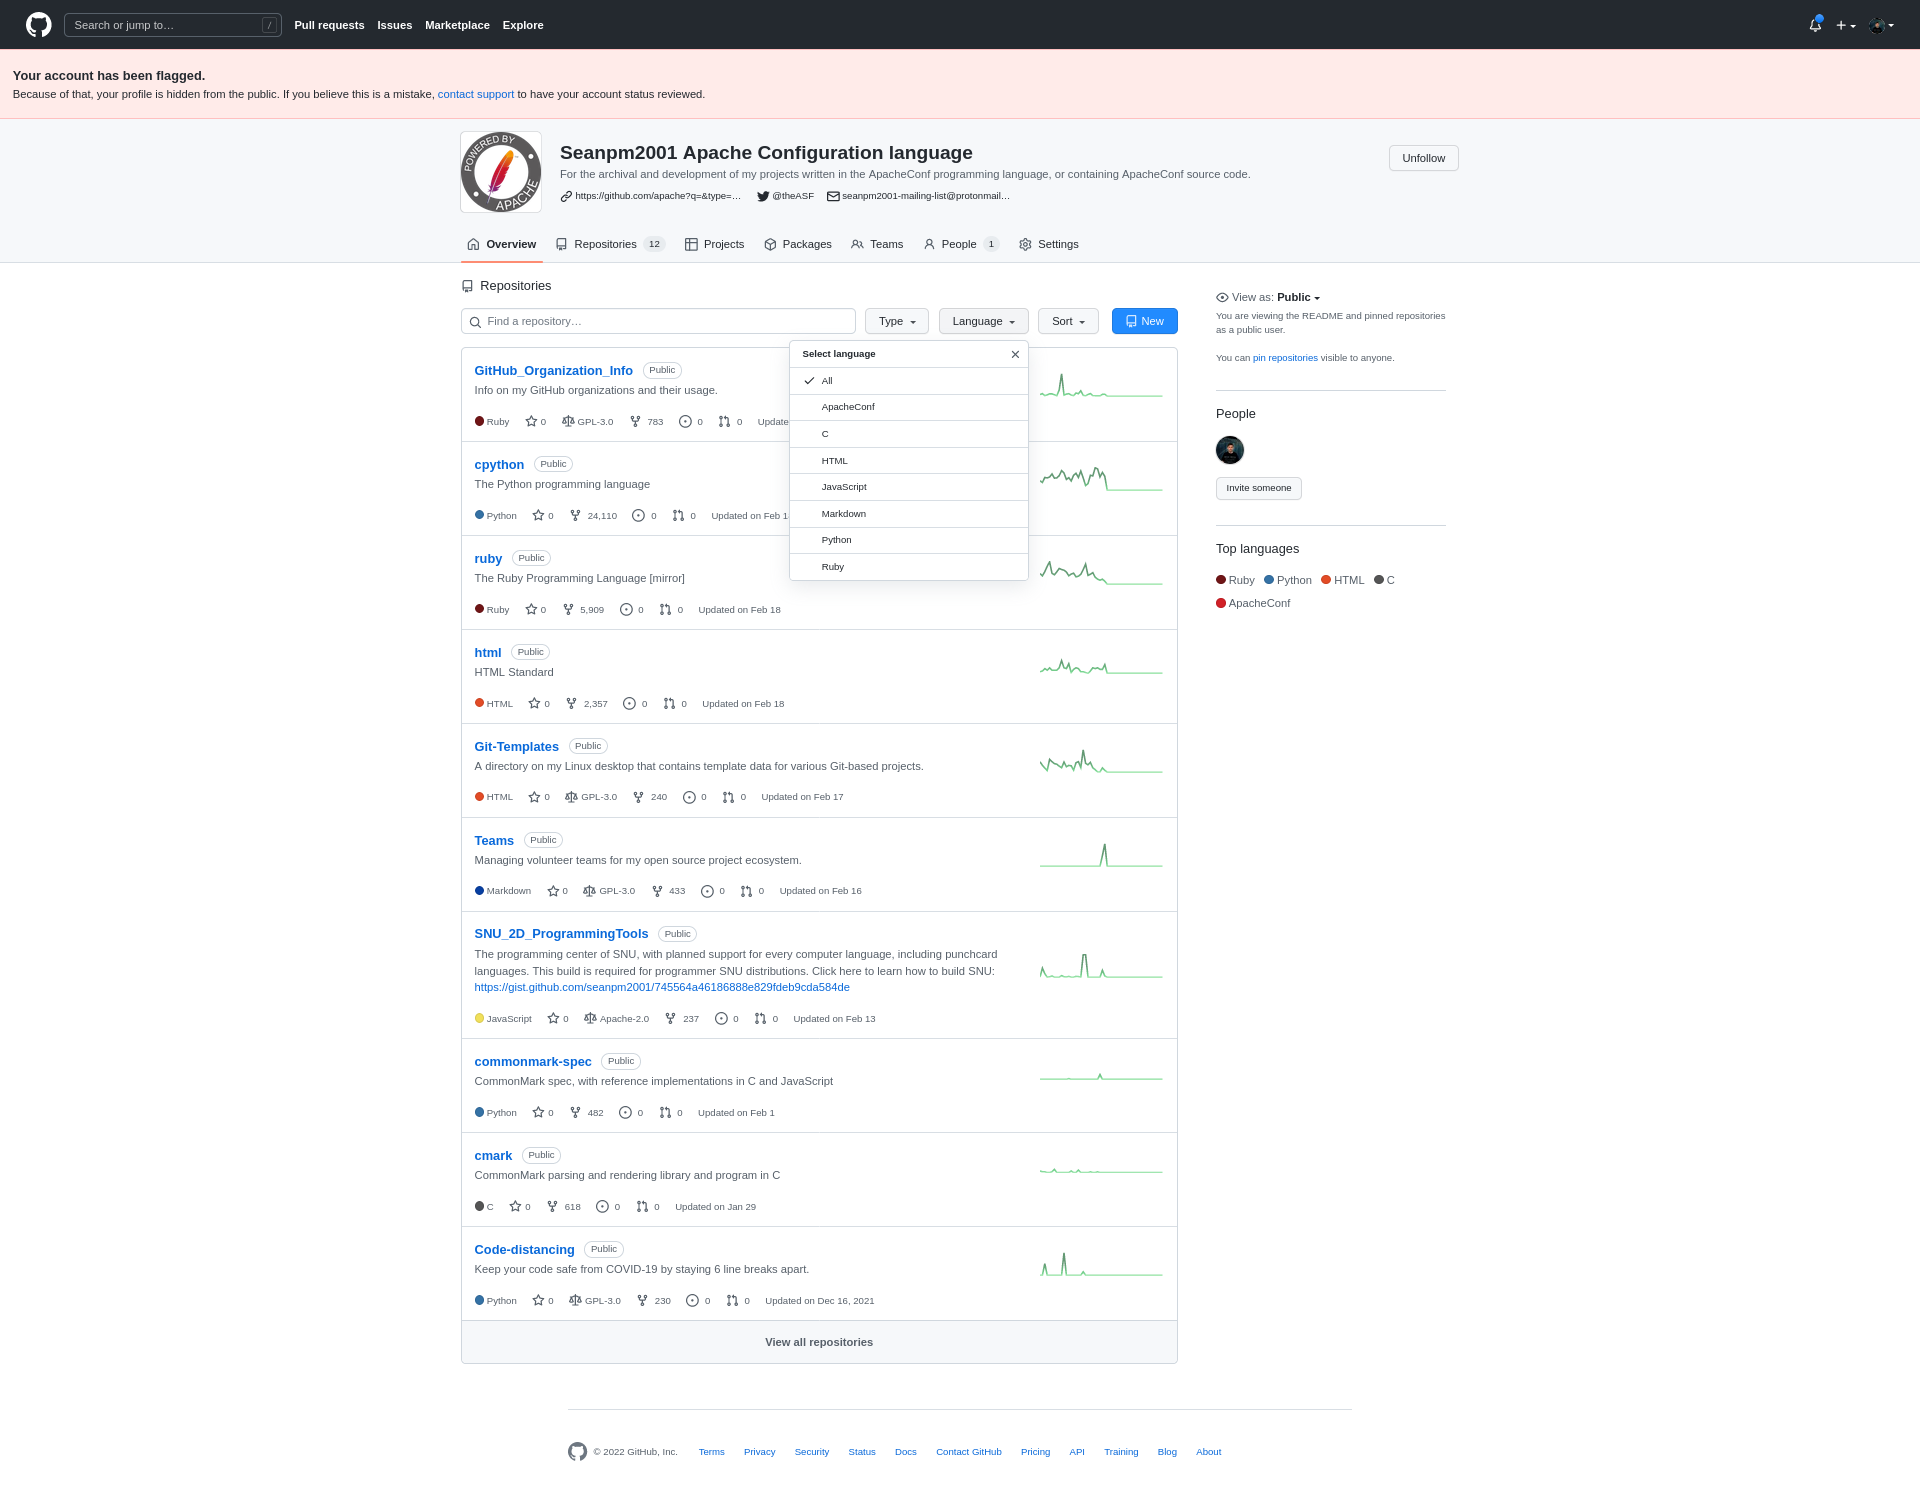 Search or jump to… /
Pull requests Issues Marketplace Explore
Your account has been flagged.
Because of that, your profile is hidden from the public. If you believe this is a mistake, contact support to have your account status reviewed.
POWERED BY
APACHE
Seanpm2001 Apache Configuration language
Unfollow
For the archival and development of my projects written in the ApacheConf programming language, or containing ApacheConf source code.
https://github.com/apache?q=&type=… @theASF seanpm2001-mailing-list@protonmail…
Overview Repositories 12 Projects Packages Teams People 1 Settings
Repositories
Find a repository… Type Language Sort New
Select language
All
ApacheConf
C
HTML
JavaScript
Markdown
Python
Ruby
GitHub_Organization_Info Public
Info on my GitHub organizations and their usage.
Ruby 0 GPL-3.0 783 0 0 Update
cpython Public
The Python programming language
Python 0 24,110 0 0 Updated on Feb
ruby Public
The Ruby Programming Language [mirror]
Ruby 0 5,909 0 0 Updated on Feb 18
html Public
HTML Standard
HTML 0 2,357 0 0 Updated on Feb 18
Git-Templates Public
A directory on my Linux desktop that contains template data for various Git-based projects.
HTML 0 GPL-3.0 240 0 0 Updated on Feb 17
Teams Public
Managing volunteer teams for my open source project ecosystem.
Markdown 0 GPL-3.0 433 0 0 Updated on Feb 16
SNU_2D_ProgrammingTools Public
The programming center of SNU, with planned support for every computer language, including punchcard
languages. This build is required for programmer SNU distributions. Click here to learn how to build SNU:
https://gist.github.com/seanpm2001/745564a46186888e829fdeb9cda584de
JavaScript 0 Apache-2.0 237 0 0 Updated on Feb 13
commonmark-spec Public
CommonMark spec, with reference implementations in C and JavaScript
Python 0 482 0 0 Updated on Feb 1
cmark Public
CommonMark parsing and rendering library and program in C
C 0 618 0 0 Updated on Jan 29
Code-distancing Public
Keep your code safe from COVID-19 by staying 6 line breaks apart.
Python 0 GPL-3.0 230 0 0 Updated on Dec 16, 2021
View all repositories
View as: Public
You are viewing the README and pinned repositories
as a public user.
You can pin repositories visible to anyone.
People
Invite someone
Top languages
Ruby Python HTML C
ApacheConf
© 2022 GitHub, Inc. Terms Privacy Security Status Docs Contact GitHub Pricing API Training Blog About